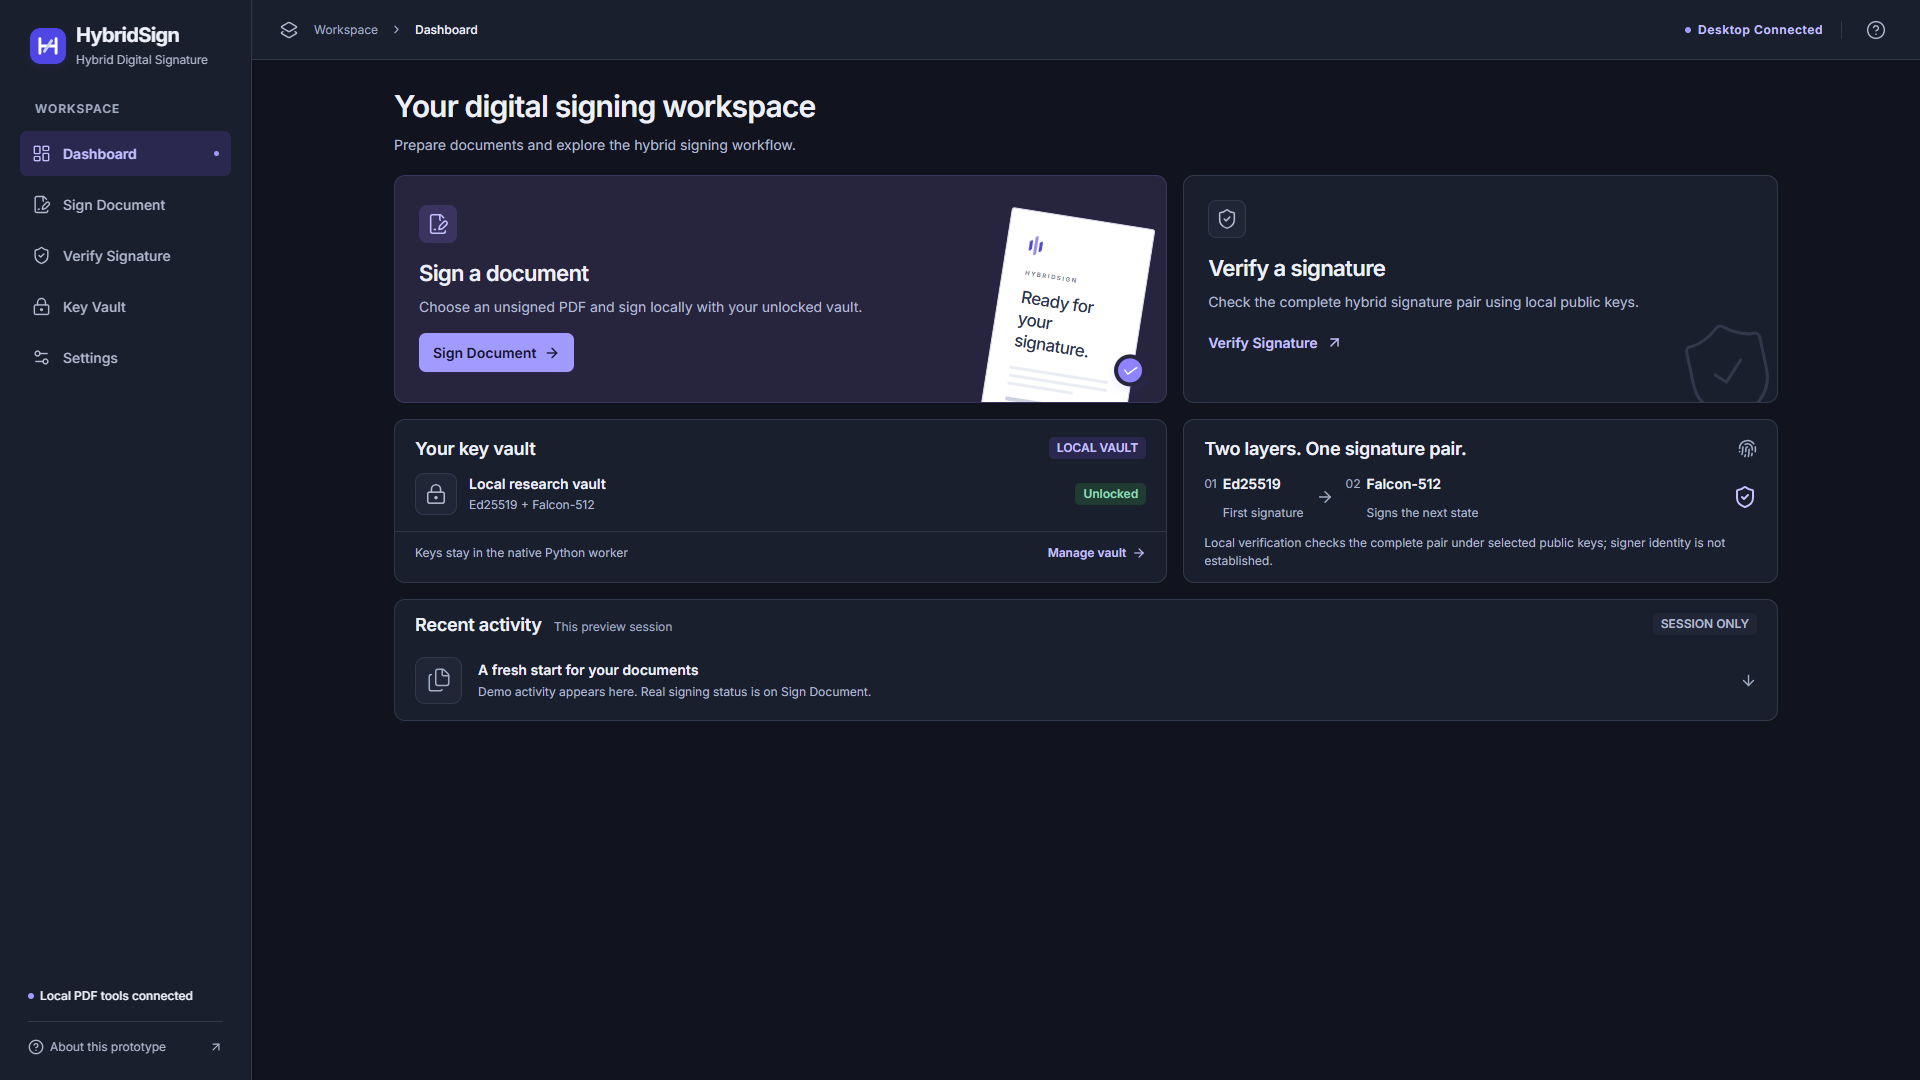 HybridSign
Hybrid Digital Signature
WORKSPACE
Dashboard
Sign Document
Verify Signature
Key Vault
Settings
Local PDF tools connected
About this prototype
Workspace
Dashboard
Desktop Connected
Your digital signing workspace
Prepare documents and explore the hybrid signing workflow.
Sign a document
Choose an unsigned PDF and sign locally with your unlocked vault.
Sign Document
HYBRIDSIGN
Ready for
your
signature.
Verify a signature
Check the complete hybrid signature pair using local public keys.
Verify Signature
Your key vault
LOCAL VAULT
Local research vault
Ed25519 + Falcon-512
Unlocked
Keys stay in the native Python worker
Manage vault
Two layers. One signature pair.
01 Ed25519
First signature
02 Falcon-512
Signs the next state
Local verification checks the complete pair under selected public keys; signer identity is not
established.
Recent activity This preview session
SESSION ONLY
A fresh start for your documents
Demo activity appears here. Real signing status is on Sign Document.